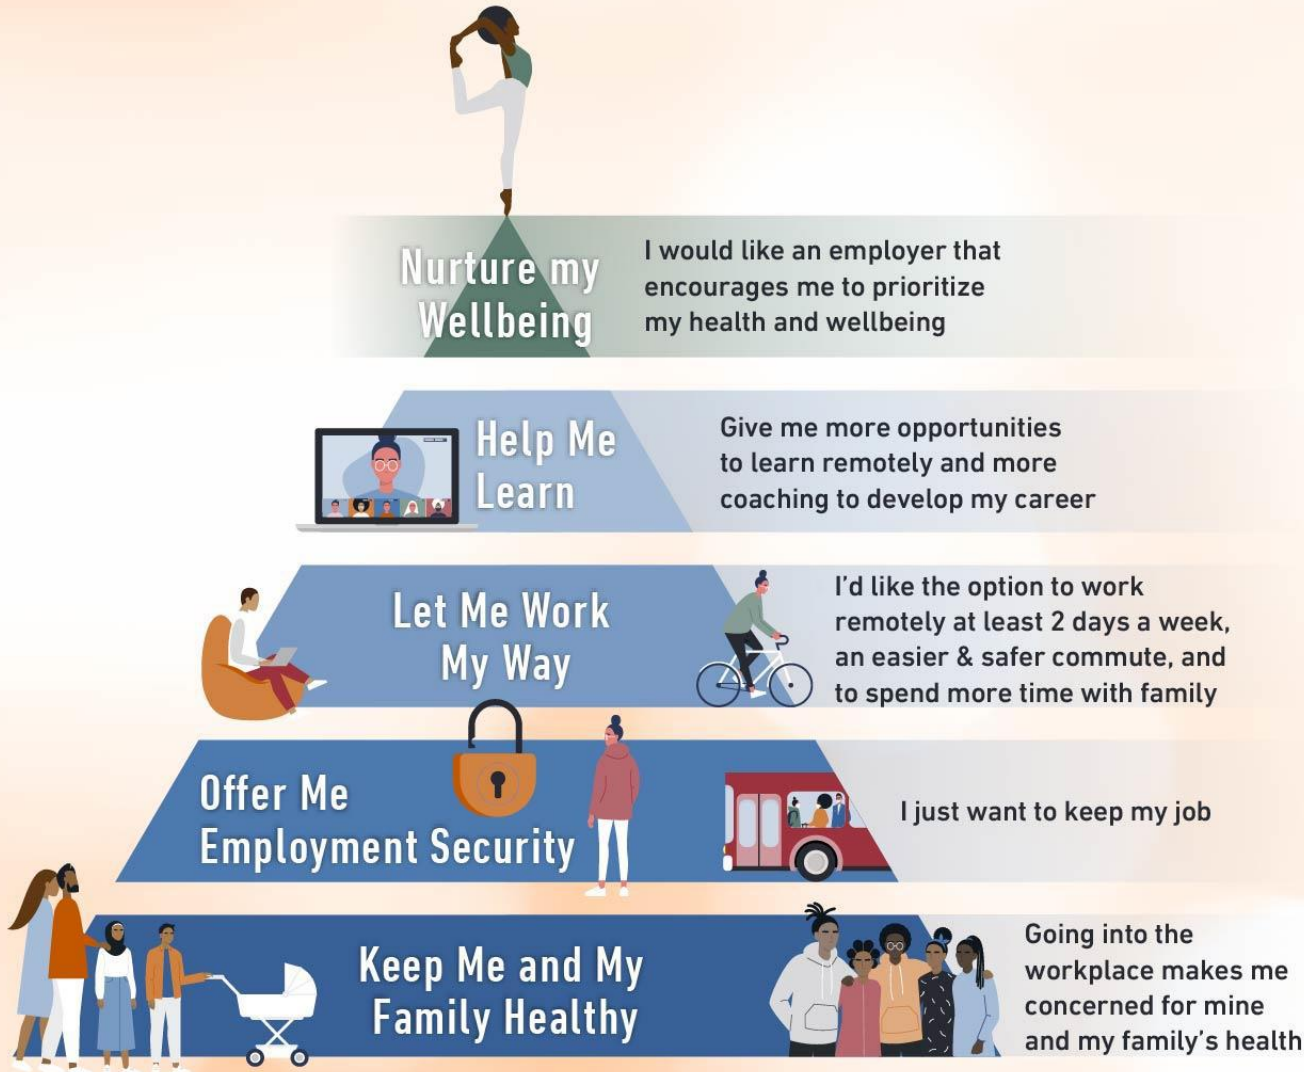 Nurture my
Wellbeing
I would like an employer that
encourages me to prioritize
my health and wellbeing
Help Me
Learn
Give me more opportunities
to learn remotely and more
coaching to develop my career
Let Me Work
My Way
I'd like the option to work
remotely at least 2 days a week,
an easier & safer commute, and
to spend more time with family
Offer Me
Employment Security
I just want to keep my job
Keep Me and My
Family Healthy
Going into the
workplace makes me
concerned for mine
and my family's health